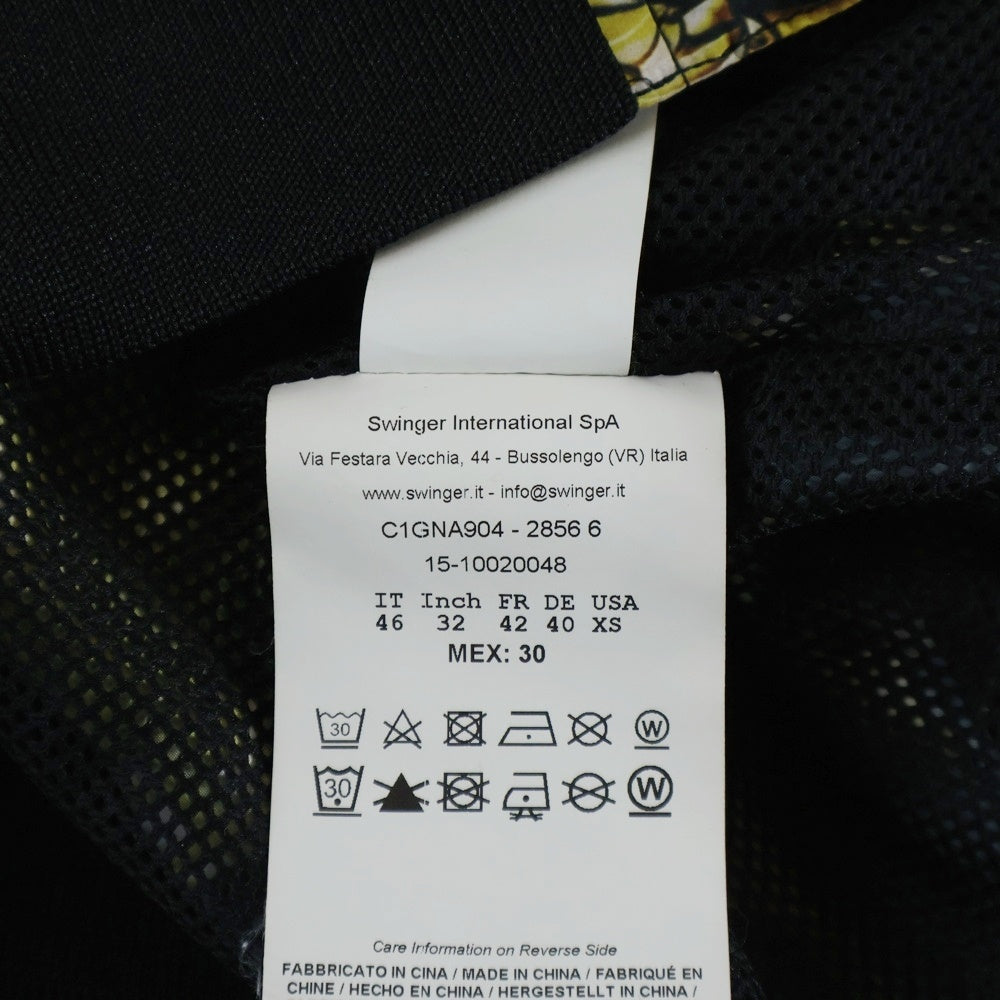 Swinger International SpA
Via Festara Vecchia, 44 - Bussolengo (VR) Italia
www.swinger.it - info@swinger.it
C1GNA904 - 2856 6
15-10020048
IT Inch FR DE USA
46 32 42 40 XS
MEX: 30
30 W
30 W
Care Information on Reverse Side
FABBRICATO IN CINA / MADE IN CHINA / FABRIQUÉ EN
CHINE / HECHO EN CHINA / HERGESTELLT IN CHINA /